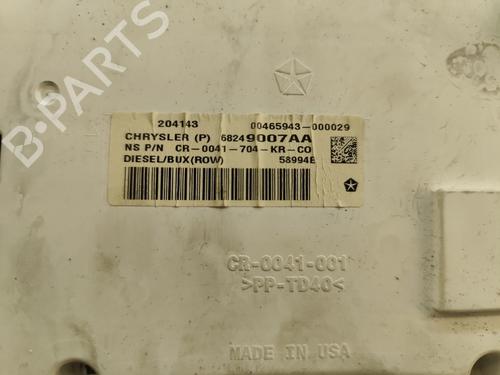 B-PARTS
204143 00465943-000029
CHRYSLER (P) 68249007AA
NS P/N CR-0041-704-KR-CO
DIESEL/BUX(ROW) 58994E
CR-0041-001
>PP-TD40<
MADE IN USA